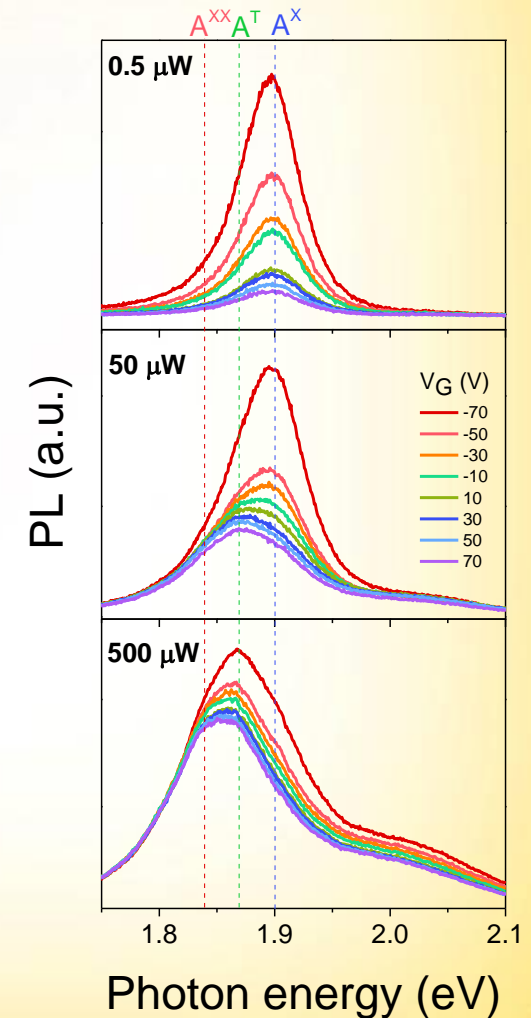 A^XX A^T A^X
0.5 μW
50 μW
V_G (V)
-70
-50
-30
-10
10
30
50
70
PL (a.u.)
500 μW
1.8 1.9 2.0 2.1
Photon energy (eV)